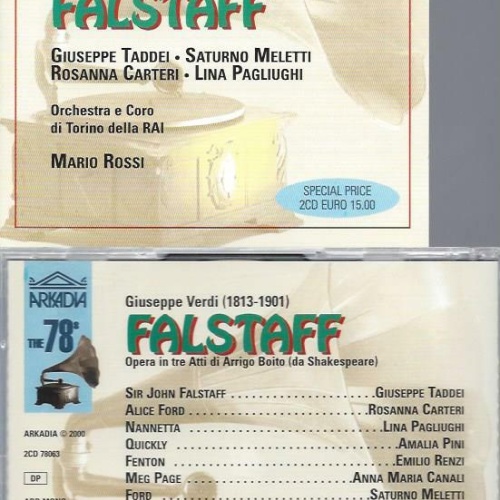 FALSTAFF
GIUSEPPE TADDEI • SATURNO MELETTI
ROSANNA CARTERI • LINA PAGLIUGHI
Orchestra e Coro
di Torino della RAI
MARIO ROSSI
SPECIAL PRICE
2CD EURO 15.00
ARKADIA
THE 78s
Giuseppe Verdi (1813-1901)
FALSTAFF
Opera in tre Atti di Arrigo Boito (da Shakespeare)
SIR JOHN FALSTAFF ........................ GIUSEPPE TADDEI
ALICE FORD ........................ ROSANNA CARTERI
NANNETTA ........................ LINA PAGLIUGHI
QUICKLY ........................ AMALIA PINI
FENTON ........................ EMILIO RENZI
MEG PAGE ........................ ANNA MARIA CANALI
FORD ........................ SATURNO MELETTI
ARKADIA © 2000
2CD 78063
DP